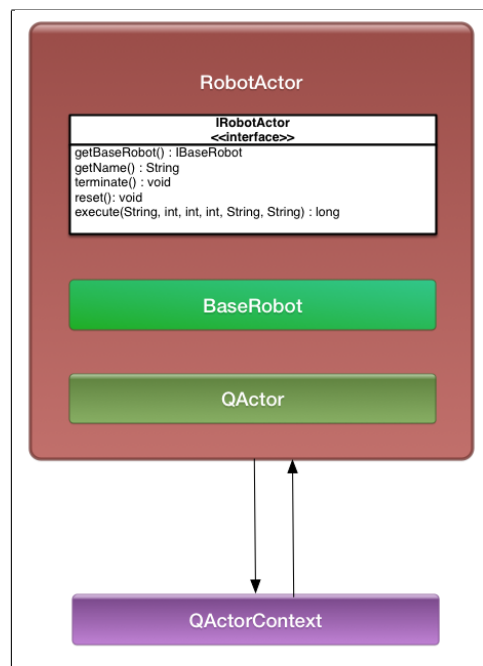 RobotActor
IRobotActor
<<interface>>
getBaseRobot() : IBaseRobot
getName() : String
terminate() : void
reset(): void
execute(String, int, int, int, String, String) : long
BaseRobot
QActor
QActorContext